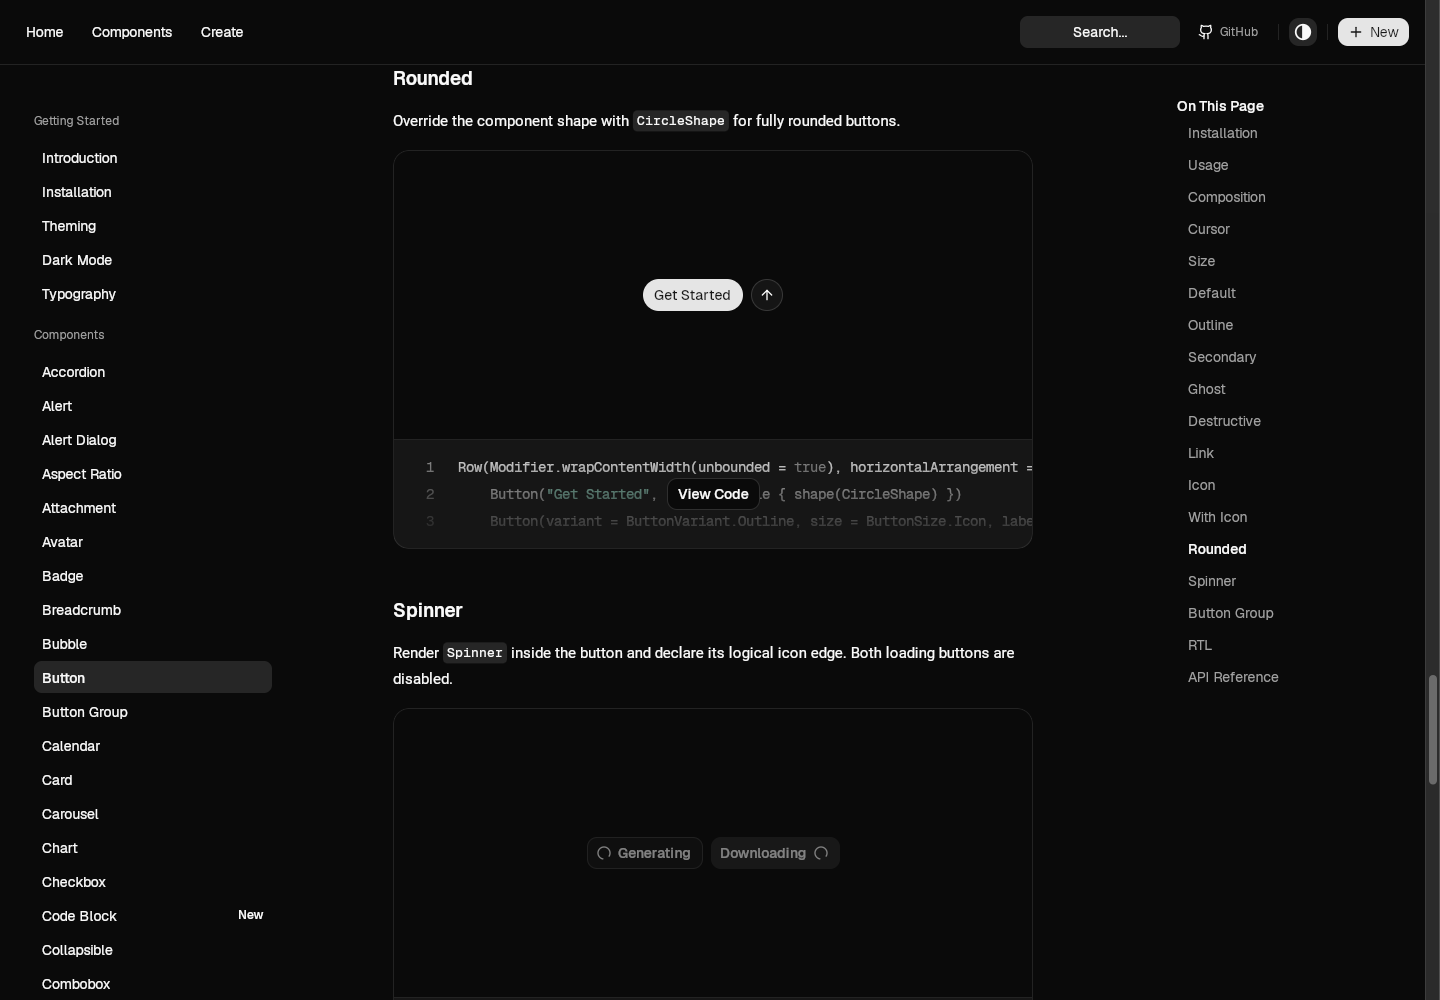 Home
Components
Create
Search...
GitHub
New
Getting Started
Introduction
Installation
Theming
Dark Mode
Typography
Components
Accordion
Alert
Alert Dialog
Aspect Ratio
Attachment
Avatar
Badge
Breadcrumb
Bubble
Button
Button Group
Calendar
Card
Carousel
Chart
Checkbox
Code Block New
Collapsible
Combobox
Rounded
Override the component shape with CircleShape for fully rounded buttons.
Get Started
1 Row(Modifier.wrapContentWidth(unbounded = true), horizontalArrangement =
2 Button("Get Started",
View Code
{ shape(CircleShape) })
3 Button(variant = ButtonVariant.Outline, size = ButtonSize.Icon, labe
Spinner
Render Spinner inside the button and declare its logical icon edge. Both loading buttons are
disabled.
Generating
Downloading
On This Page
Installation
Usage
Composition
Cursor
Size
Default
Outline
Secondary
Ghost
Destructive
Link
Icon
With Icon
Rounded
Spinner
Button Group
RTL
API Reference